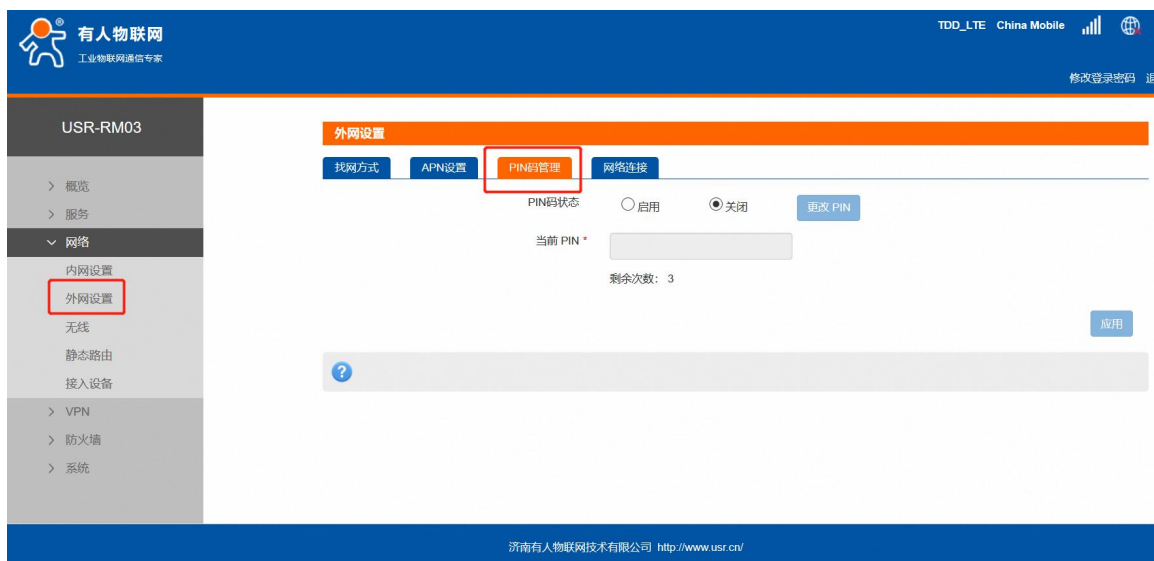 有人物联网®
工业物联网通信专家
TDD_LTE China Mobile
修改登录密码
USR-RM03
概览
服务
网络
内网设置
外网设置
无线
静态路由
接入设备
VPN
防火墙
系统
外网设置
找网方式 APN设置 PIN码管理 网络连接
PIN码状态 启用 关闭 更改 PIN
当前 PIN *
剩余次数: 3
应用
济南有人物联网技术有限公司 http://www.usr.cn/